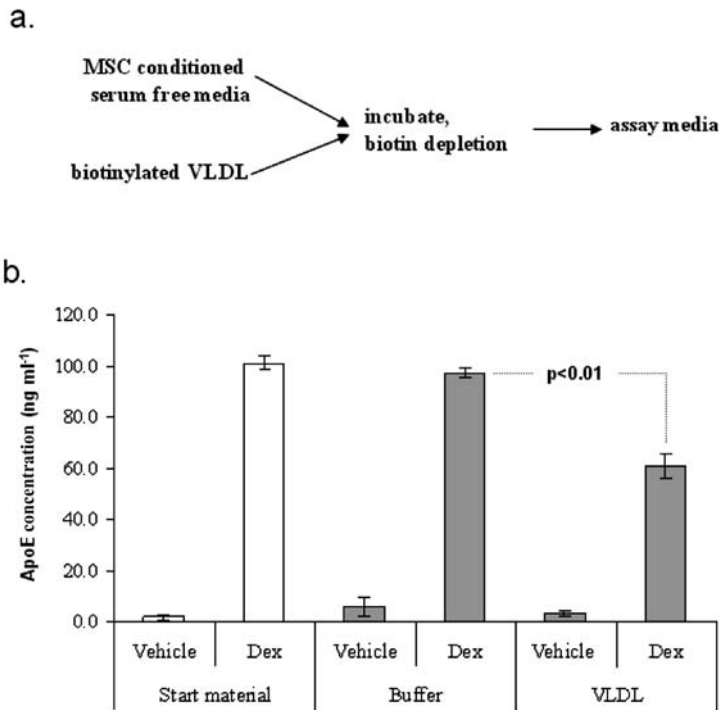 a.
MSC conditioned
serum free media
incubate,
biotin depletion
assay media
biotinylated VLDL
b.
ApoE concentration (ng ml-1)
120.0
100.0
80.0
60.0
40.0
20.0
0.0
p<0.01
Vehicle Dex Vehicle Dex Vehicle Dex
Start material Buffer VLDL